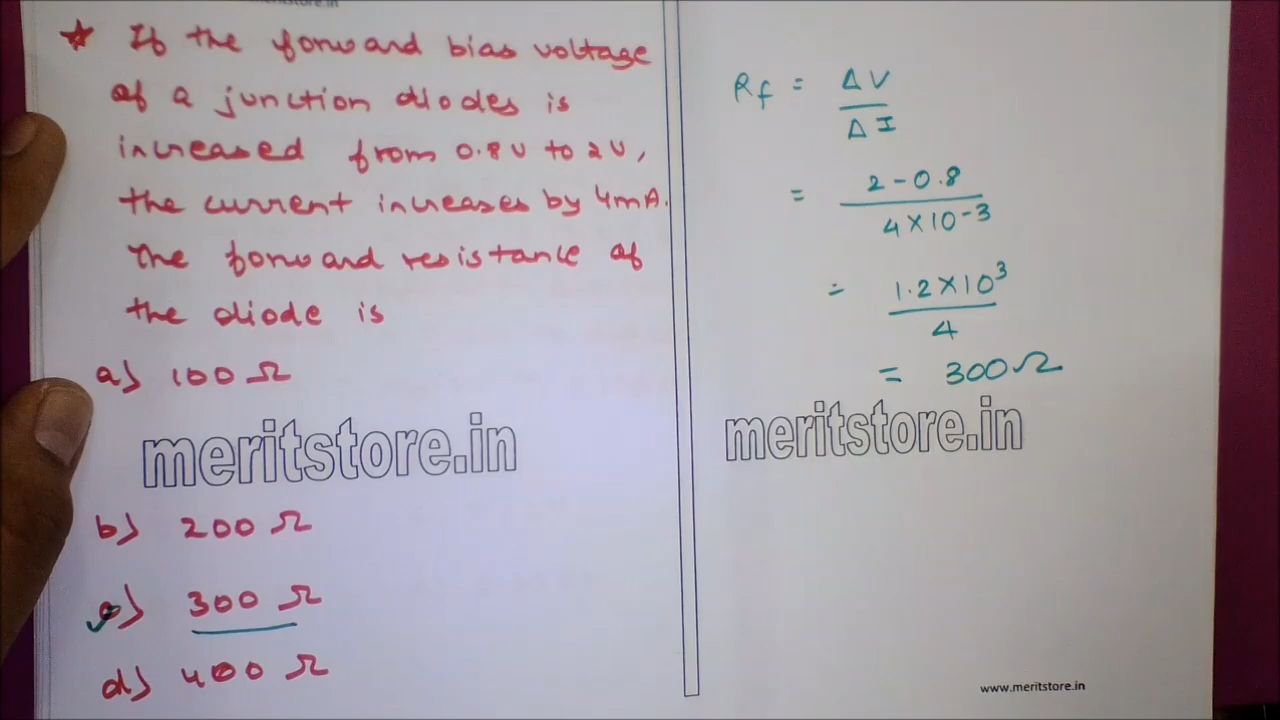 ★ If the forward bias voltage
of a junction diodes is
increased from 0.8V to 2V,
the current increases by 4mA.
The forward resistance of
the diode is
a) 100 Ω
meritstore.in
b) 200 Ω
c) 300 Ω
d) 400 Ω
Rf = ΔV
ΔI
= 2-0.8
4×10-3
= 1.2×10³
4
= 300Ω
meritstore.in
www.meritstore.in